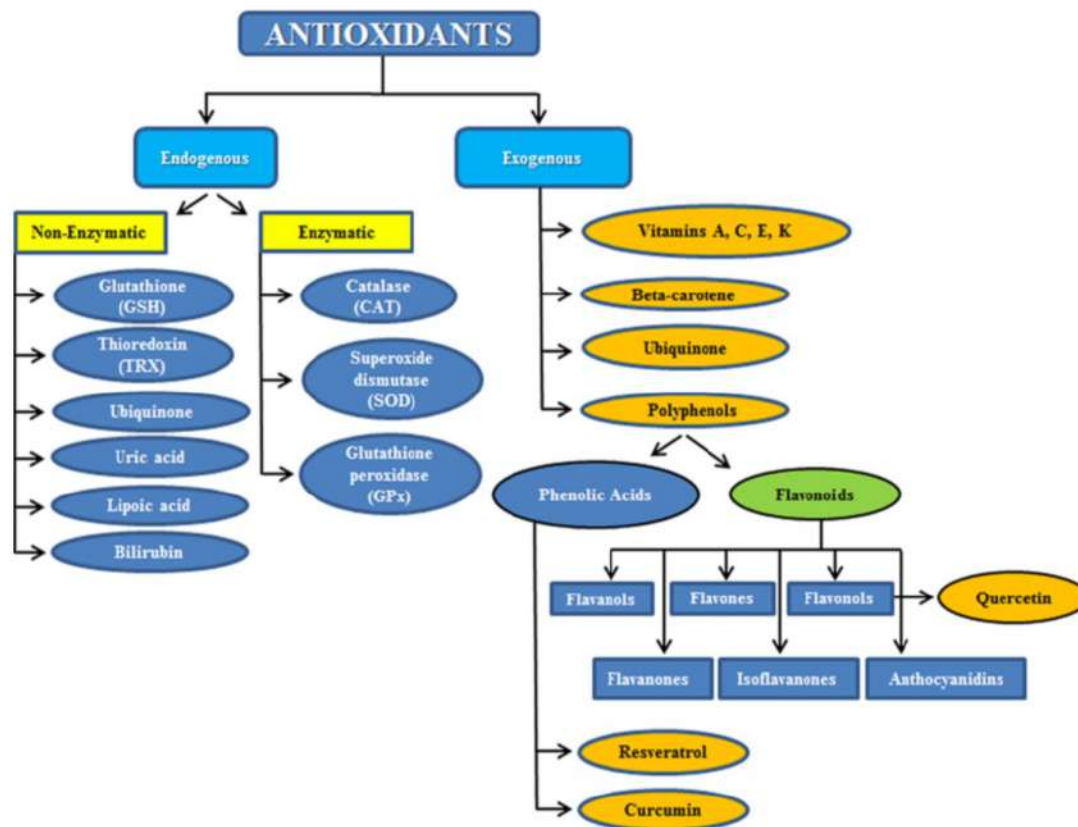 ANTIOXIDANTS
Endogenous
Exogenous
Non-Enzymatic
Enzymatic
Glutathione
(GSH)
Thioredoxin
(TRX)
Ubiquinone
Uric acid
Lipoic acid
Bilirubin
Catalase
(CAT)
Superoxide
dismutase
(SOD)
Glutathione
peroxidase
(GPx)
Vitamins A, C, E, K
Beta-carotene
Ubiquinone
Polyphenols
Phenolic Acids
Flavonoids
Flavanols
Flavones
Flavonols
Quercetin
Flavanones
Isoflavanones
Anthocyanidins
Resveratrol
Curcumin